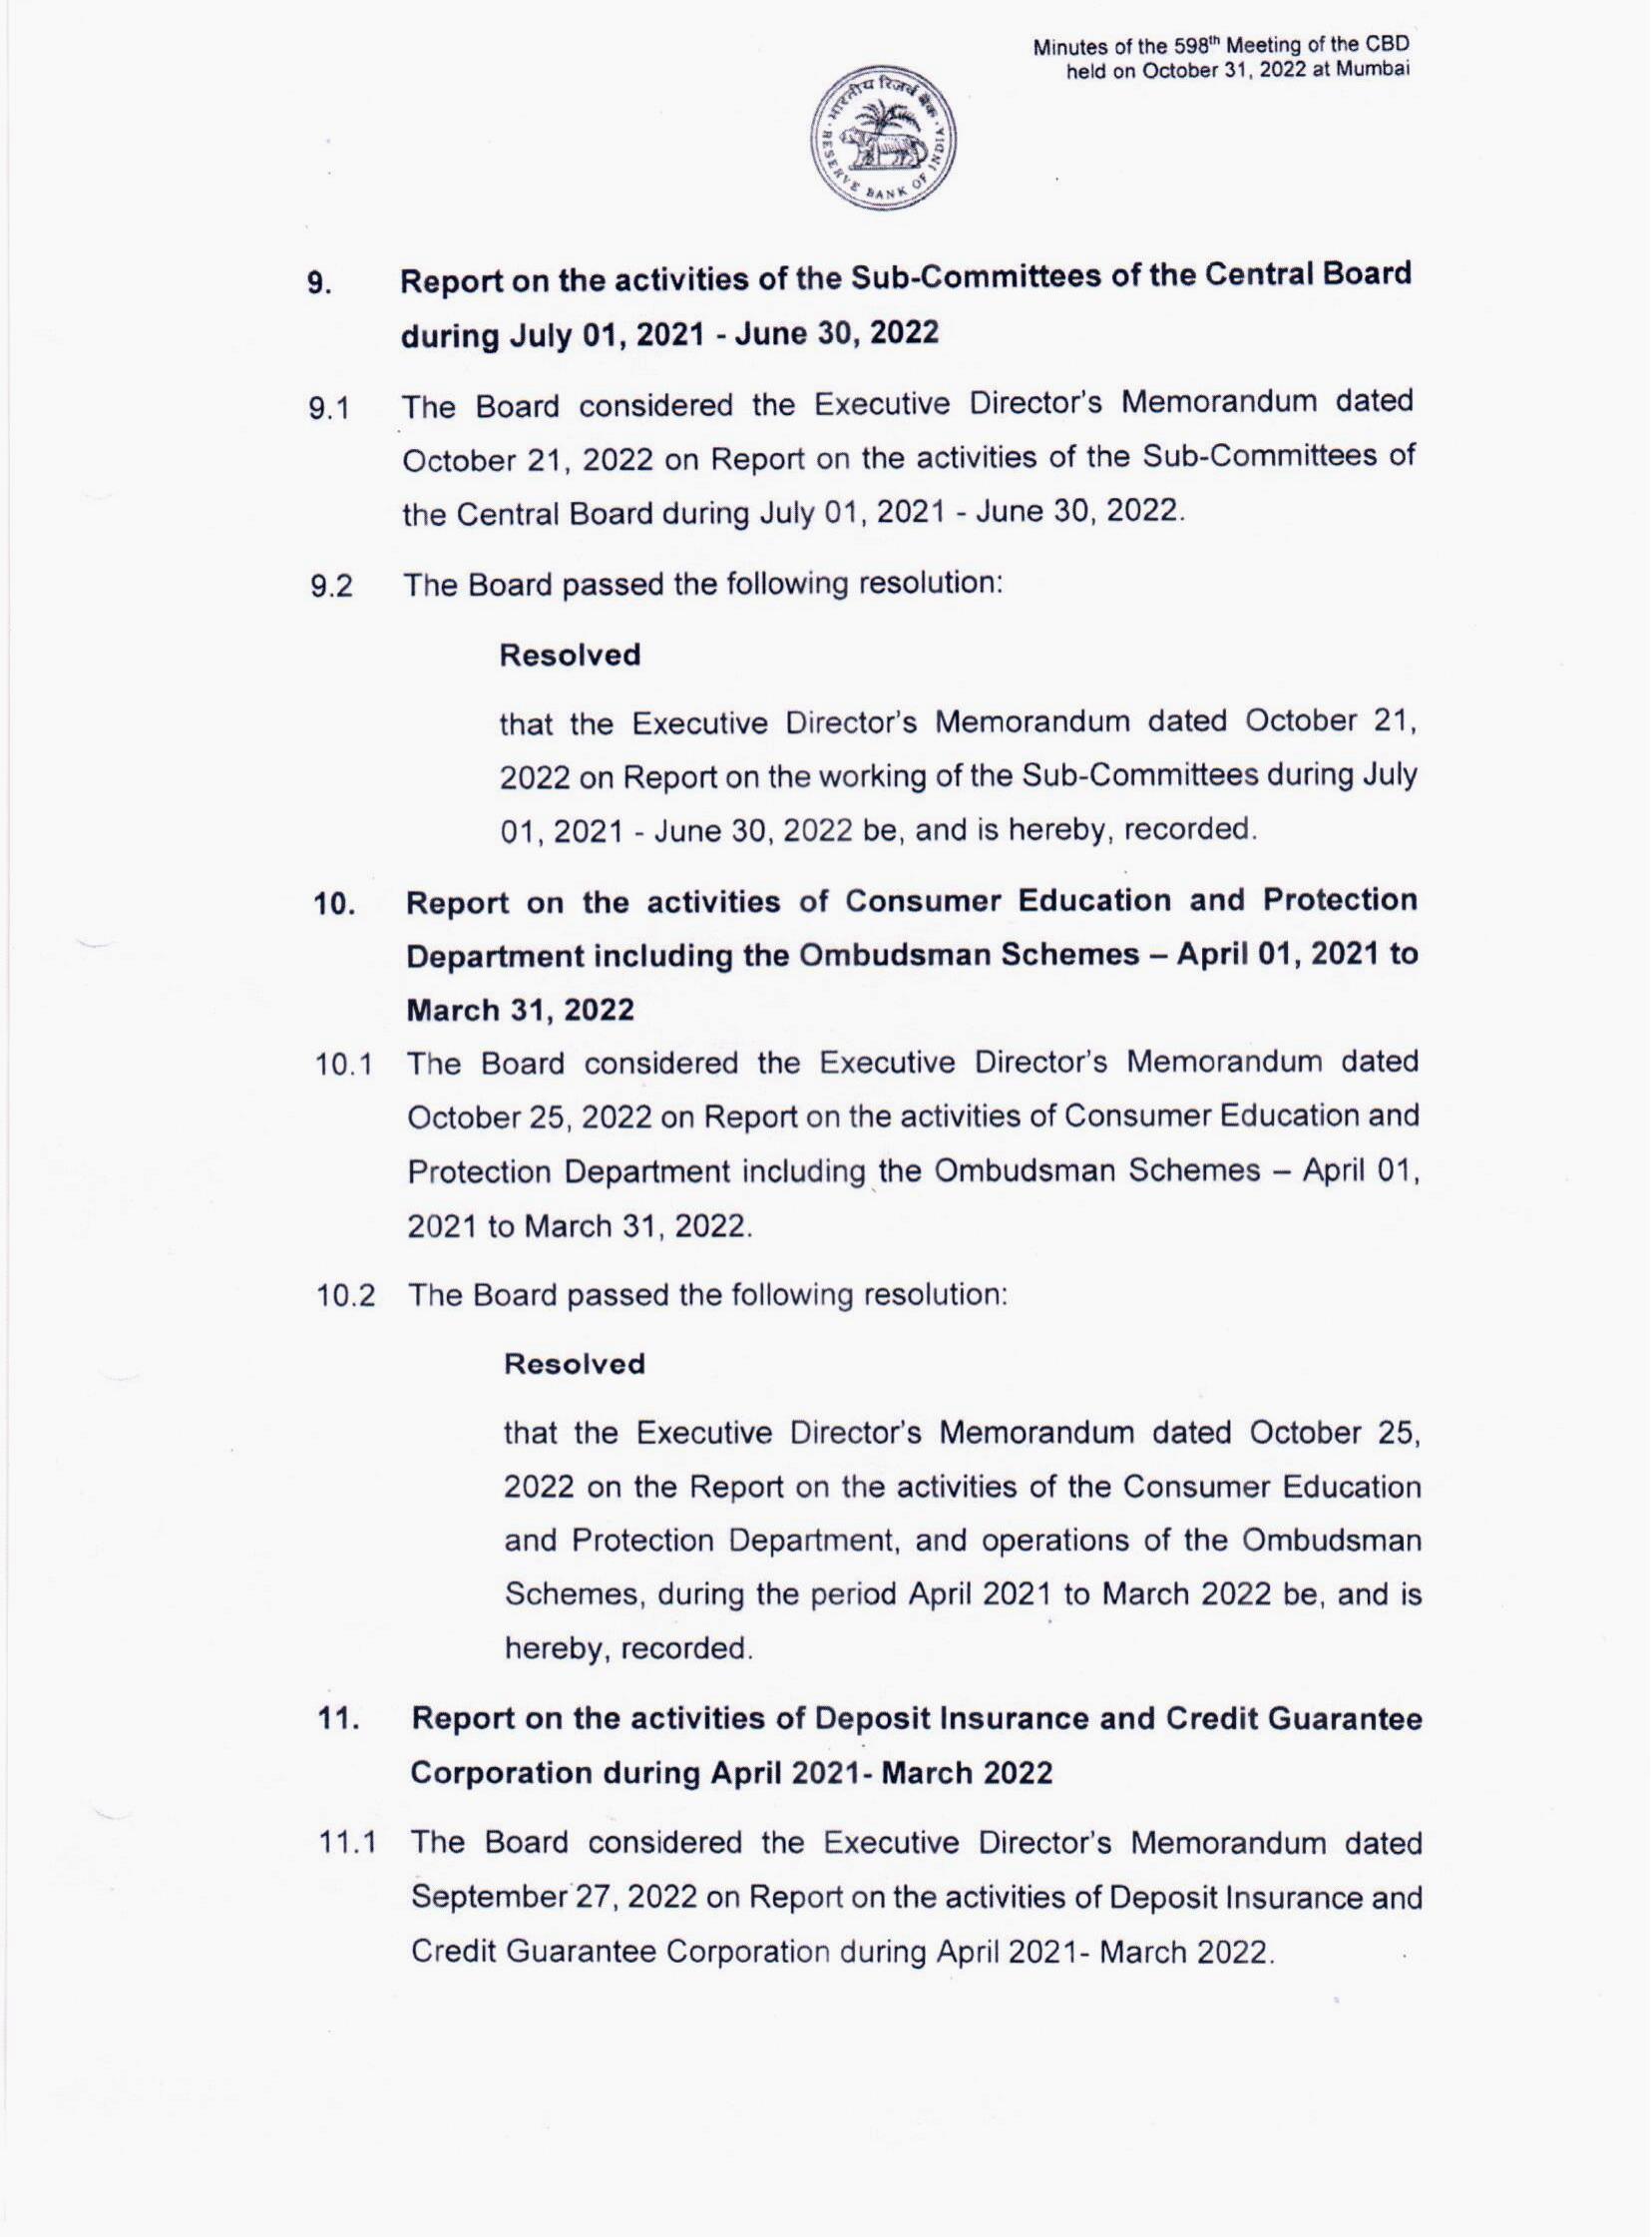 Minutes of the 598th Meeting of the CBD
held on October 31, 2022 at Mumbai
भारतीय रिज़र्व बैंक
RESERVE BANK OF INDIA
9. Report on the activities of the Sub-Committees of the Central Board
during July 01, 2021 - June 30, 2022
9.1 The Board considered the Executive Director's Memorandum dated
October 21, 2022 on Report on the activities of the Sub-Committees of
the Central Board during July 01, 2021 - June 30, 2022.
9.2 The Board passed the following resolution:
Resolved
that the Executive Director's Memorandum dated October 21,
2022 on Report on the working of the Sub-Committees during July
01, 2021 - June 30, 2022 be, and is hereby, recorded.
10. Report on the activities of Consumer Education and Protection
Department including the Ombudsman Schemes – April 01, 2021 to
March 31, 2022
10.1 The Board considered the Executive Director's Memorandum dated
October 25, 2022 on Report on the activities of Consumer Education and
Protection Department including the Ombudsman Schemes – April 01,
2021 to March 31, 2022.
10.2 The Board passed the following resolution:
Resolved
that the Executive Director's Memorandum dated October 25,
2022 on the Report on the activities of the Consumer Education
and Protection Department, and operations of the Ombudsman
Schemes, during the period April 2021 to March 2022 be, and is
hereby, recorded.
11. Report on the activities of Deposit Insurance and Credit Guarantee
Corporation during April 2021- March 2022
11.1 The Board considered the Executive Director's Memorandum dated
September 27, 2022 on Report on the activities of Deposit Insurance and
Credit Guarantee Corporation during April 2021- March 2022.